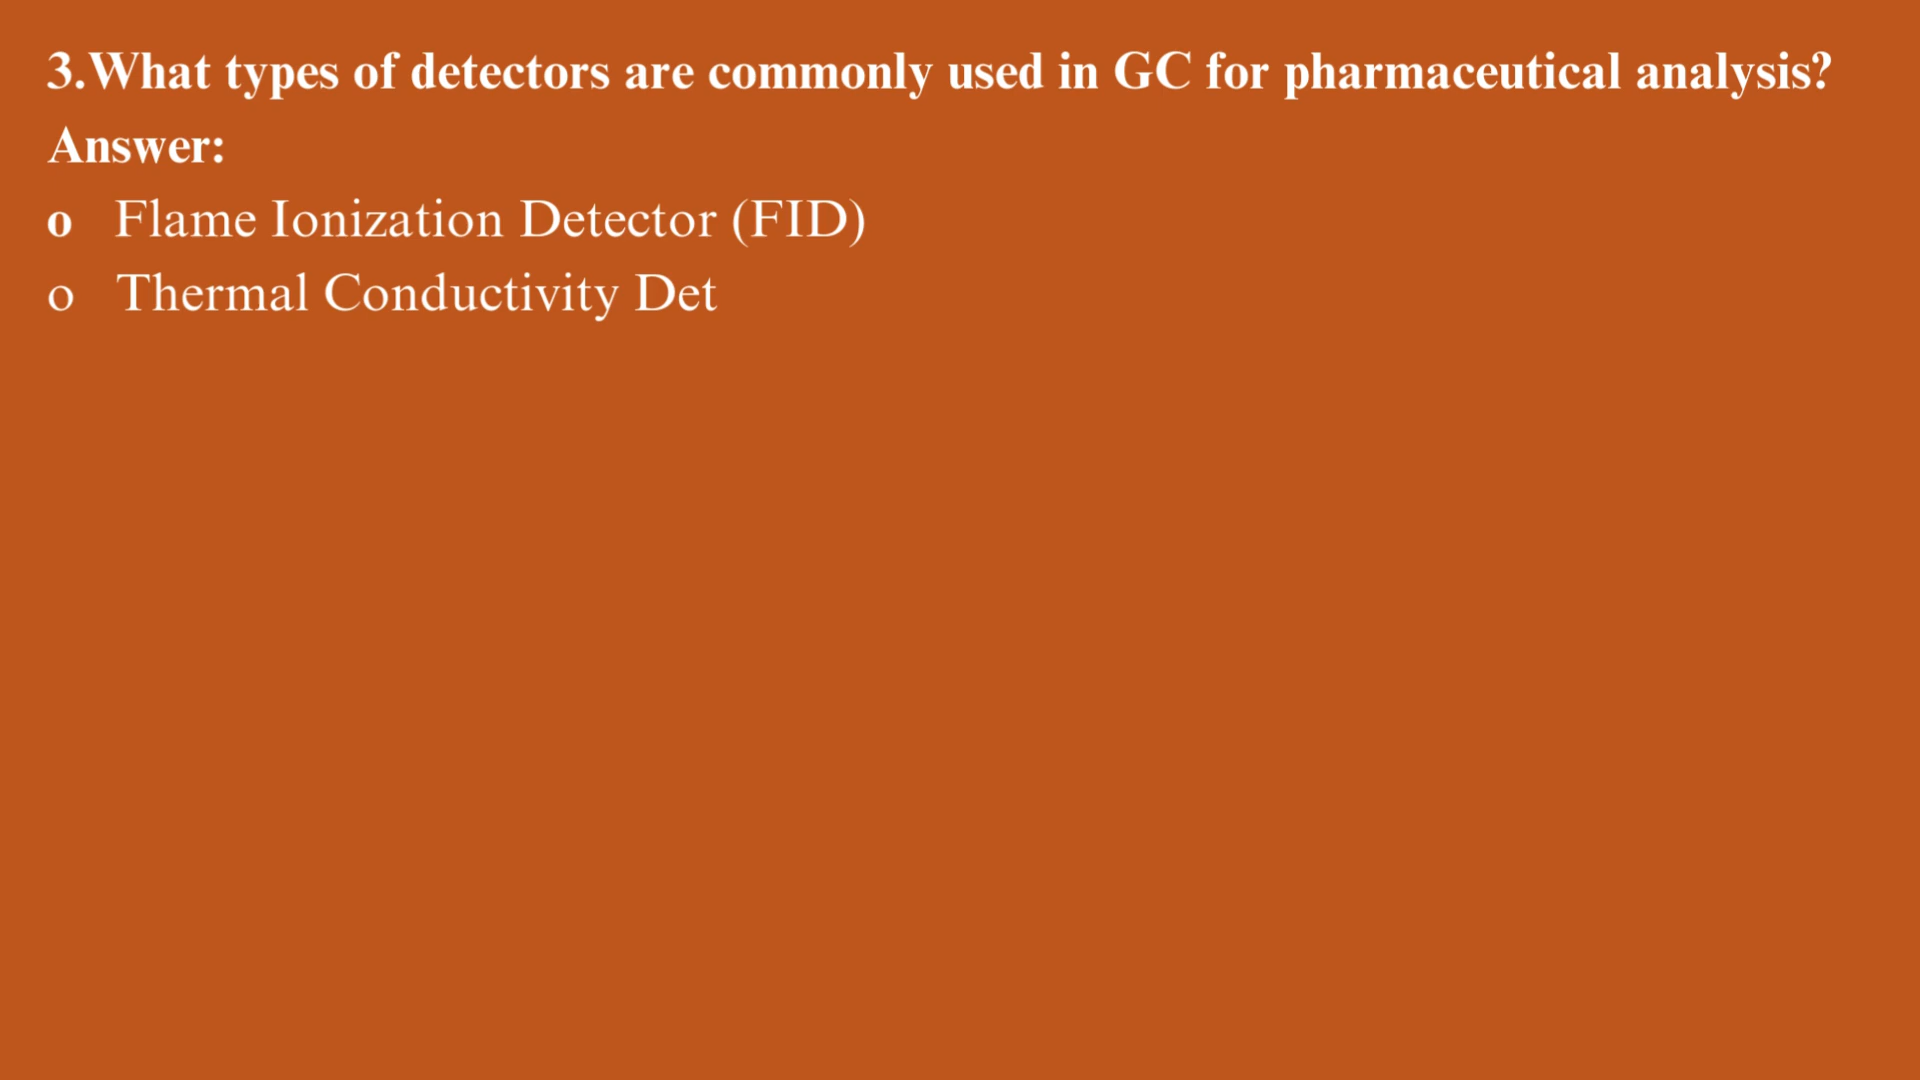 3.What types of detectors are commonly used in GC for pharmaceutical analysis?
Answer:
o Flame Ionization Detector (FID)
o Thermal Conductivity Det